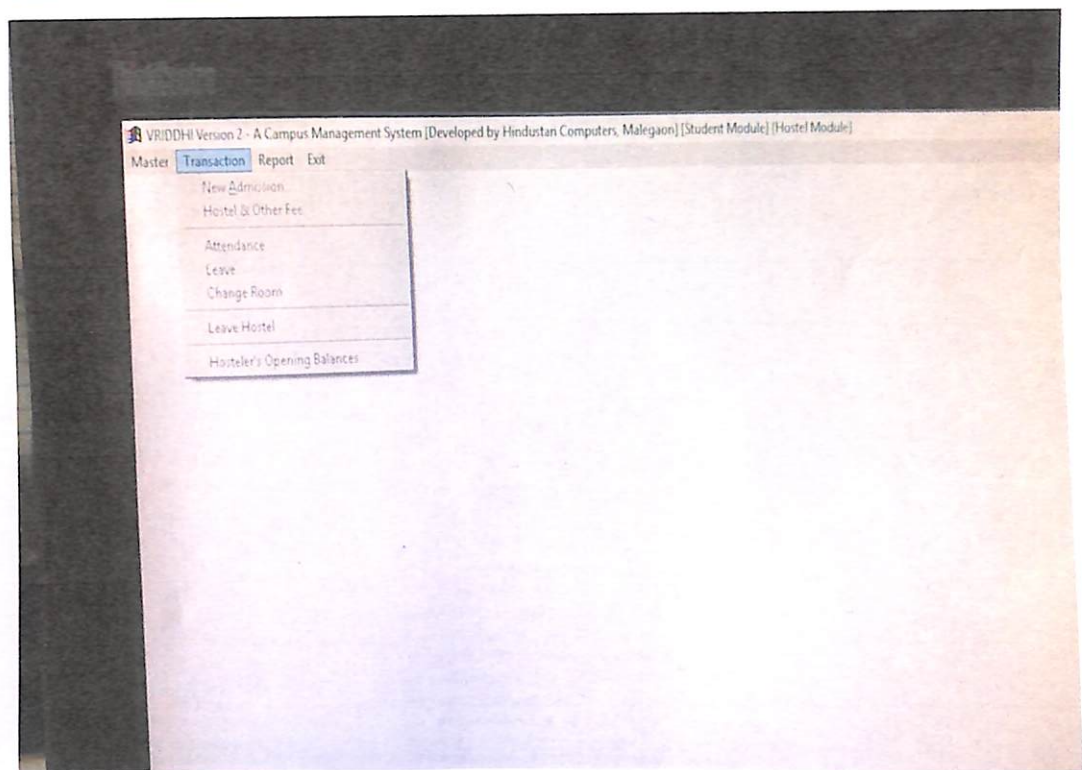 VRIDDHI Version 2 - A Campus Management System [Developed by Hindustan Computers, Malegaon] [Student Module] [Hostel Module]
Master Transaction Report Exit
New Admission
Hostel & Other Fee
Attendance
Leave
Change Room
Leave Hostel
Hosteler's Opening Balances